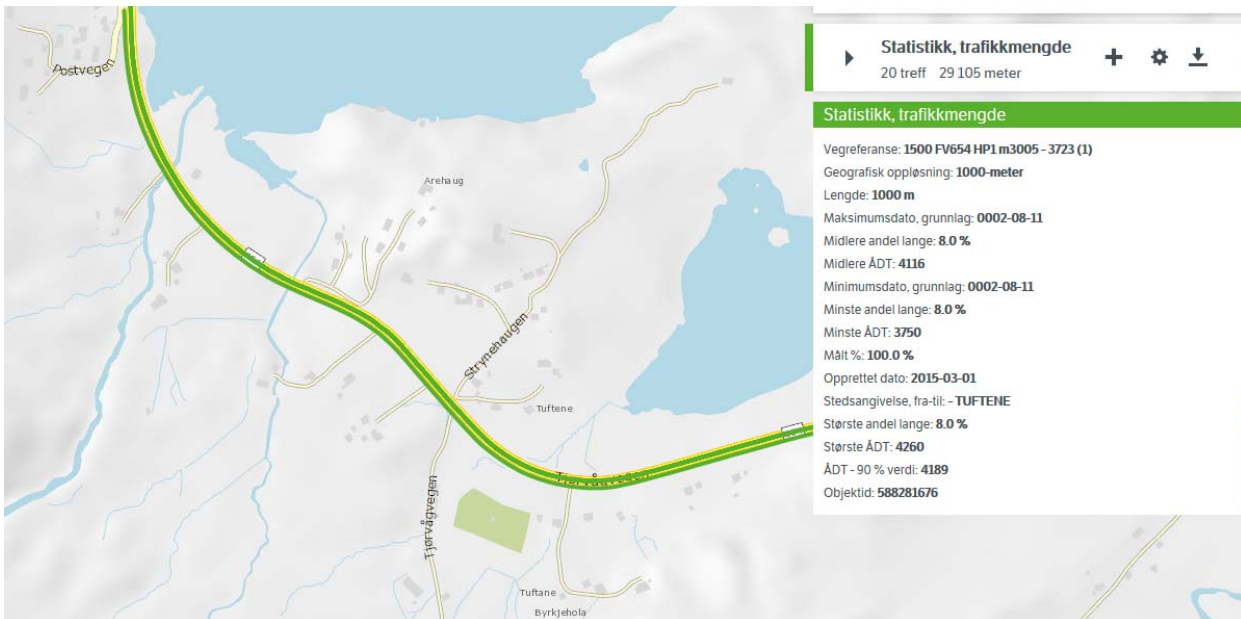 Postvegen
Arehaug
Strynehaugen
Tuftene
Tjørvågvegen
Tjørvågvegen
Tuftane
Byrkjehola
Statistikk, trafikkmengde
20 treff 29 105 meter
Statistikk, trafikkmengde
Vegreferanse: 1500 FV654 HP1 m3005 - 3723 (1)
Geografisk oppløsning: 1000-meter
Lengde: 1000 m
Maksimumsdato, grunnlag: 0002-08-11
Midlere andel lange: 8.0 %
Midlere ÅDT: 4116
Minimumsdato, grunnlag: 0002-08-11
Minste andel lange: 8.0 %
Minste ÅDT: 3750
Målt %: 100.0 %
Opprettet dato: 2015-03-01
Stedsangivelse, fra-til: - TUFTENE
Største andel lange: 8.0 %
Største ÅDT: 4260
ÅDT - 90 % verdi: 4189
Objektid: 588281676